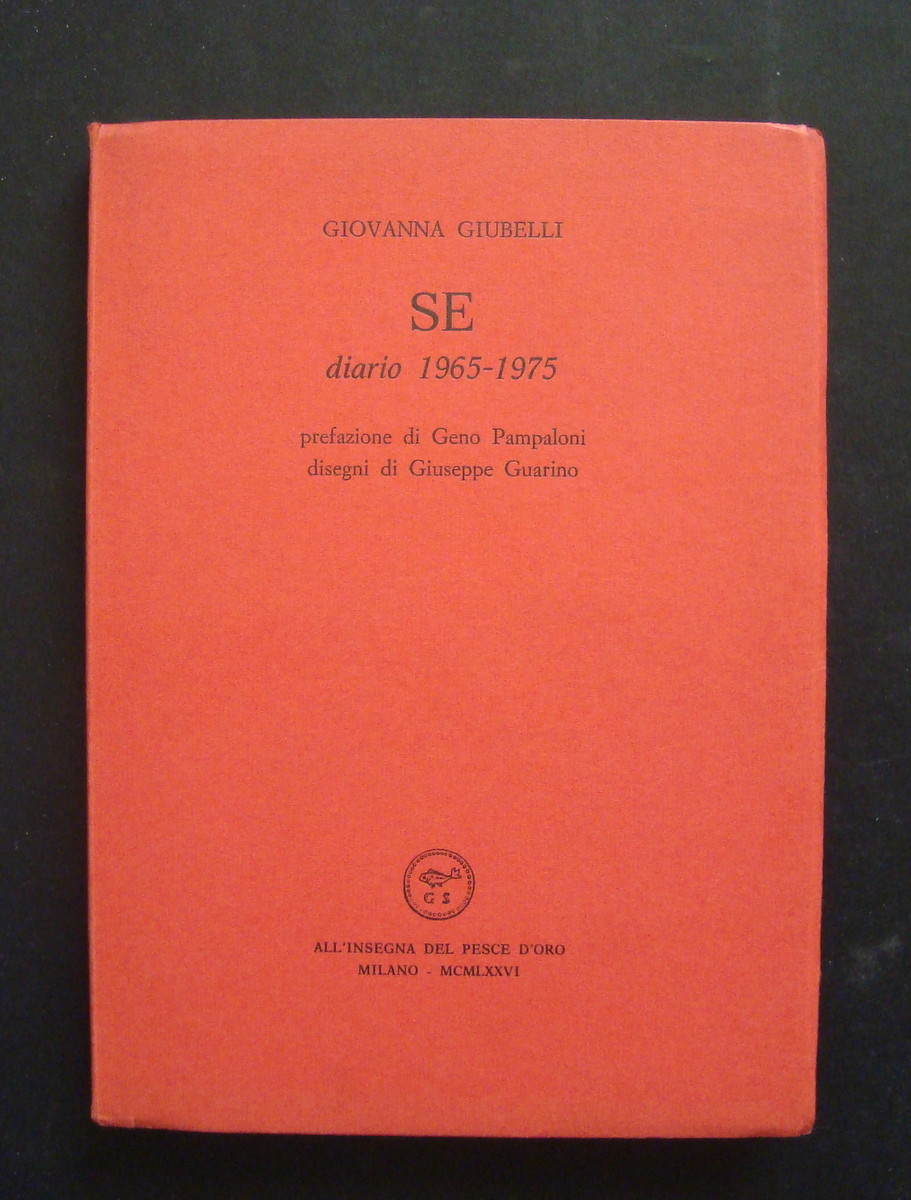 GIOVANNA GIUBELLI
SE
diario 1965-1975
prefazione di Geno Pampaloni
disegni di Giuseppe Guarino
G S
ALL'INSEGNA DEL PESCE D'ORO
MILANO - MCMLXXVI